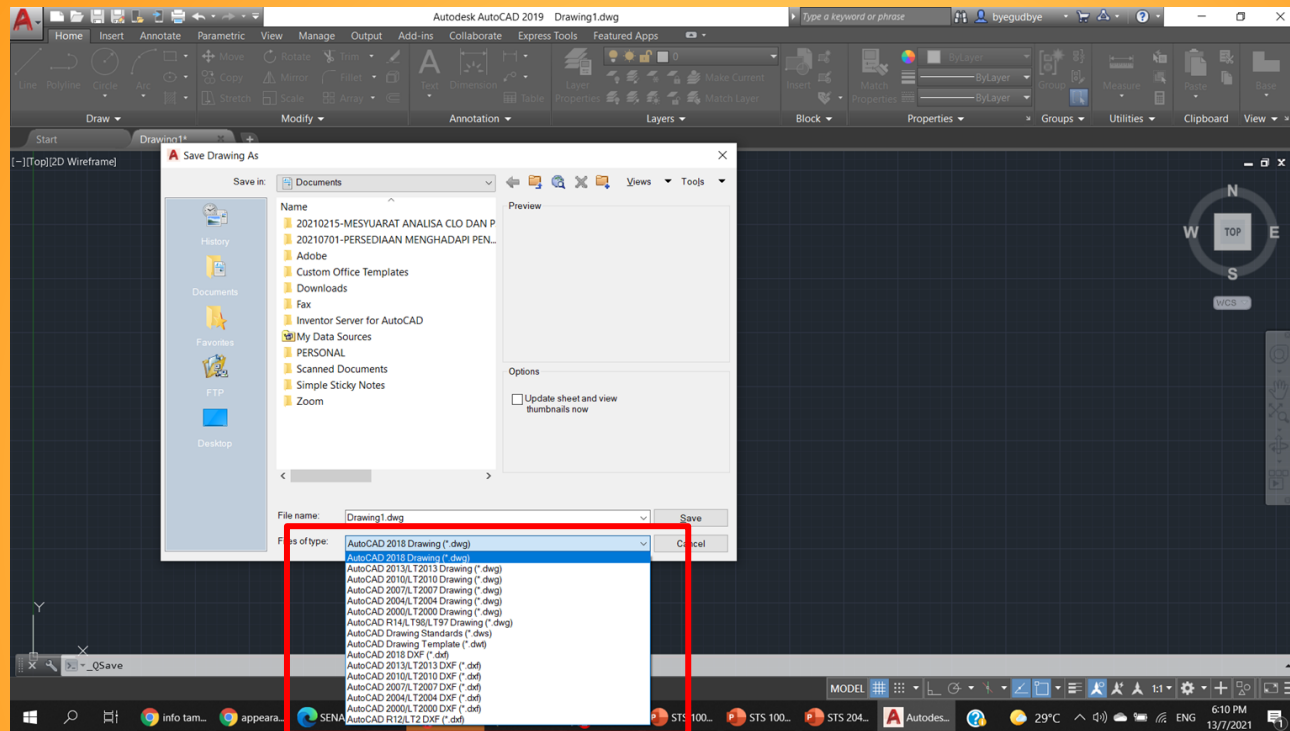 Autodesk AutoCAD 2019 Drawing1.dwg
Type a keyword or phrase
byegudbye
Home Insert Annotate Parametric View Manage Output Add-ins Collaborate Express Tools Featured Apps
Line Polyline Circle Arc
Move Rotate Trim
Copy Mirror Fillet
Stretch Scale Array
Text Dimension
Table
Layer Properties
0
Make Current
Match Layer
Insert
Match Properties
ByLayer
ByLayer
ByLayer
Group
Measure
Paste
Base
Draw Modify Annotation Layers Block Properties Groups Utilities Clipboard View
Start Drawing1*
[−][Top][2D Wireframe]
N
W TOP E
S
WCS
A Save Drawing As
Save in: Documents Views Tools
History
Documents
Favorites
FTP
Desktop
Name
20210215-MESYUARAT ANALISA CLO DAN P
20210701-PERSEDIAAN MENGHADAPI PEN...
Adobe
Custom Office Templates
Downloads
Fax
Inventor Server for AutoCAD
My Data Sources
PERSONAL
Scanned Documents
Simple Sticky Notes
Zoom
Preview
Options
Update sheet and view
thumbnails now
File name: Drawing1.dwg Save
Files of type: AutoCAD 2018 Drawing (*.dwg) Cancel
AutoCAD 2018 Drawing (*.dwg)
AutoCAD 2013/LT2013 Drawing (*.dwg)
AutoCAD 2010/LT2010 Drawing (*.dwg)
AutoCAD 2007/LT2007 Drawing (*.dwg)
AutoCAD 2004/LT2004 Drawing (*.dwg)
AutoCAD 2000/LT2000 Drawing (*.dwg)
AutoCAD R14/LT98/LT97 Drawing (*.dwg)
AutoCAD Drawing Standards (*.dws)
AutoCAD Drawing Template (*.dwt)
AutoCAD 2018 DXF (*.dxf)
AutoCAD 2013/LT2013 DXF (*.dxf)
AutoCAD 2010/LT2010 DXF (*.dxf)
AutoCAD 2007/LT2007 DXF (*.dxf)
AutoCAD 2004/LT2004 DXF (*.dxf)
AutoCAD 2000/LT2000 DXF (*.dxf)
AutoCAD R12/LT2 DXF (*.dxf)
Y
X
_QSave
MODEL 1:1
info tam... appeara... SENA STS 100... STS 100... STS 204... Autodes... 29°C ENG 6:10 PM
13/7/2021
1